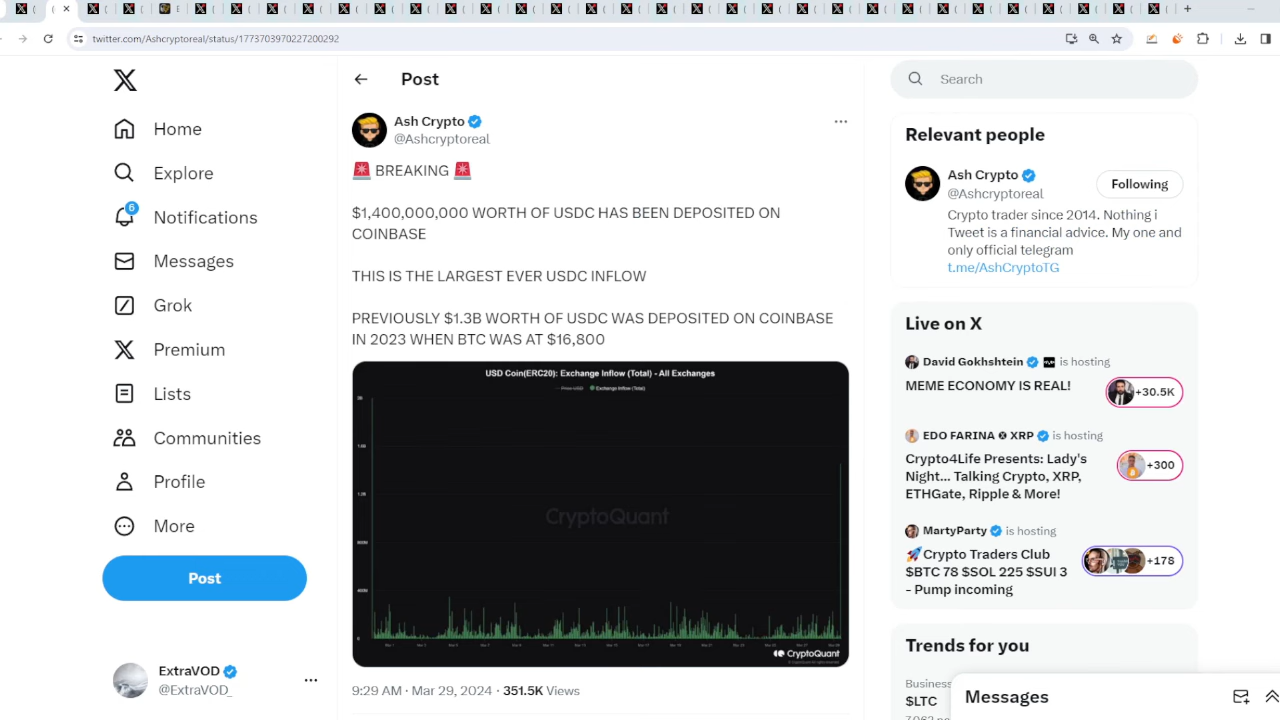 twitter.com/Ashcryptoreal/status/1773703970227200292
Post
Search
Ash Crypto
@Ashcryptoreal
🚨 BREAKING 🚨
$1,400,000,000 WORTH OF USDC HAS BEEN DEPOSITED ON
COINBASE
THIS IS THE LARGEST EVER USDC INFLOW
PREVIOUSLY $1.3B WORTH OF USDC WAS DEPOSITED ON COINBASE
IN 2023 WHEN BTC WAS AT $16,800
USD Coin(ERC20): Exchange Inflow (Total) - All Exchanges
Price USD
Exchange Inflow (Total)
CryptoQuant
CryptoQuant
9:29 AM · Mar 29, 2024 · 351.5K Views
Home
Explore
6
Notifications
Messages
Grok
Premium
Lists
Communities
Profile
More
Post
ExtraVOD
@ExtraVOD_
Relevant people
Ash Crypto
@Ashcryptoreal
Following
Crypto trader since 2014. Nothing i
Tweet is a financial advice. My one and
only official telegram
t.me/AshCryptoTG
Live on X
David Gokhshtein is hosting
MEME ECONOMY IS REAL!
+30.5K
EDO FARINA ⊗ XRP is hosting
Crypto4Life Presents: Lady's
Night... Talking Crypto, XRP,
ETHGate, Ripple & More!
+300
MartyParty is hosting
🚀Crypto Traders Club
$BTC 78 $SOL 225 $SUI 3
- Pump incoming
+178
Trends for you
Business
$LTC
Messages